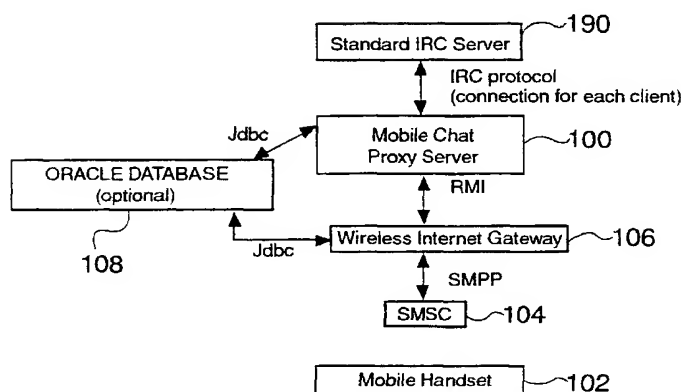 Standard IRC Server
190
IRC protocol
(connection for each client)
Jdbc
Mobile Chat
Proxy Server
100
ORACLE DATABASE
(optional)
RMI
108
Jdbc
Wireless Internet Gateway
106
SMPP
SMSC
104
Mobile Handset
102